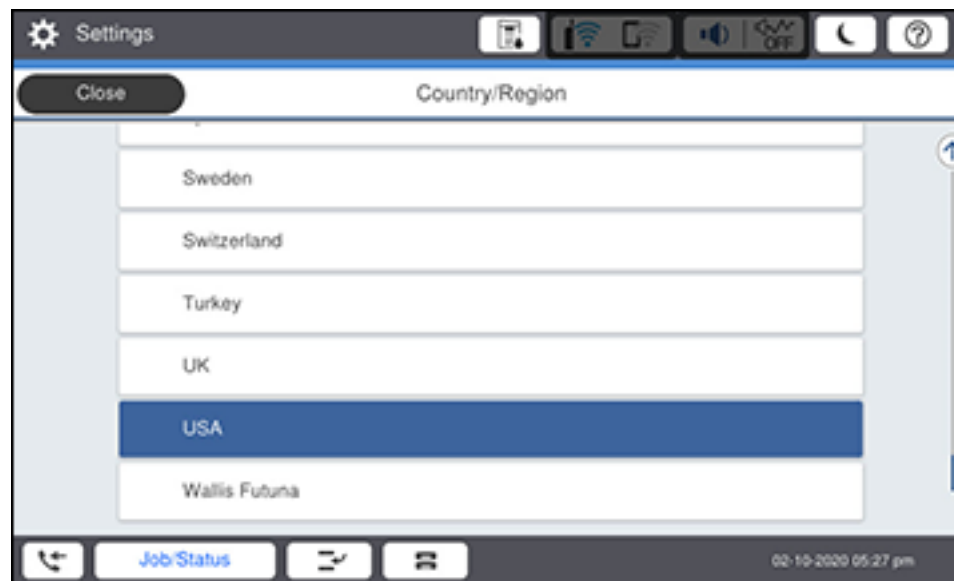 Settings
OFF
Close
Country/Region
Sweden
Switzerland
Turkey
UK
USA
Wallis Futuna
Job/Status
02-10-2020 05:27 pm